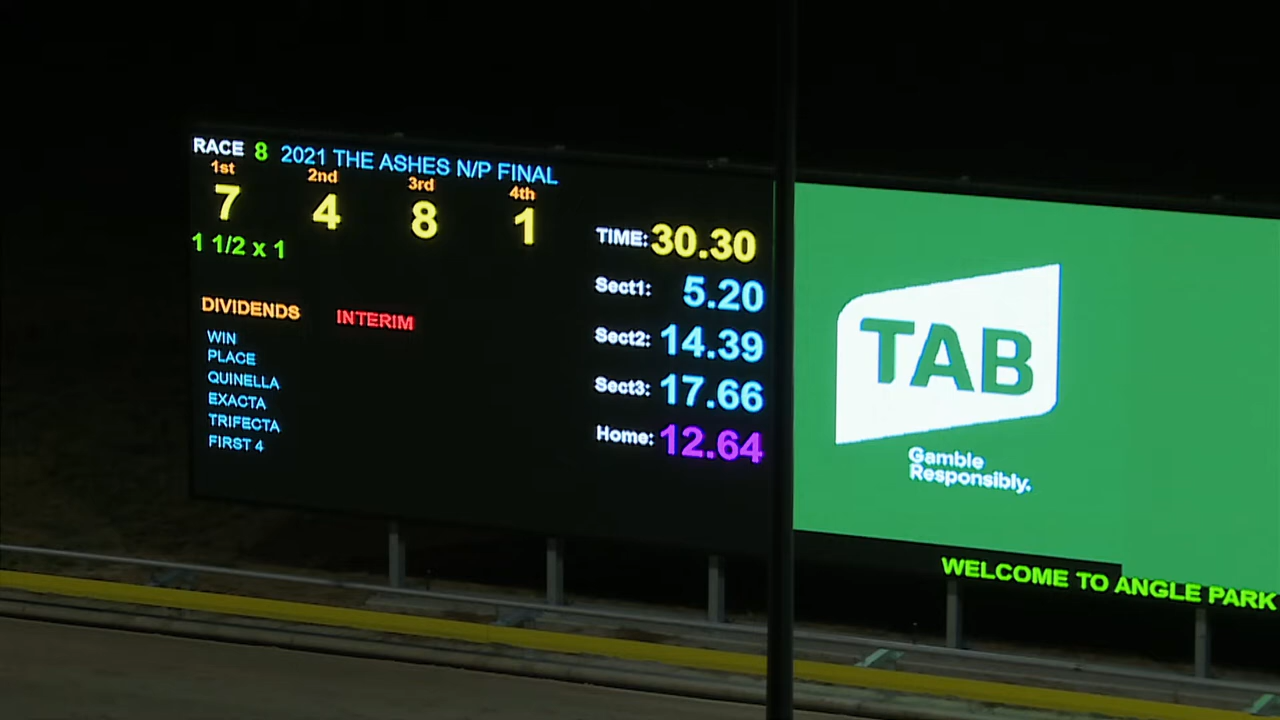 RACE 8 2021 THE ASHES N/P FINAL
1st 2nd 3rd 4th
7 4 8 1
1 1/2 x 1
DIVIDENDS INTERIM
WIN
PLACE
QUINELLA
EXACTA
TRIFECTA
FIRST 4
TIME: 30.30
Sect1: 5.20
Sect2: 14.39
Sect3: 17.66
Home: 12.64
TAB
Gamble
Responsibly.
WELCOME TO ANGLE PARK